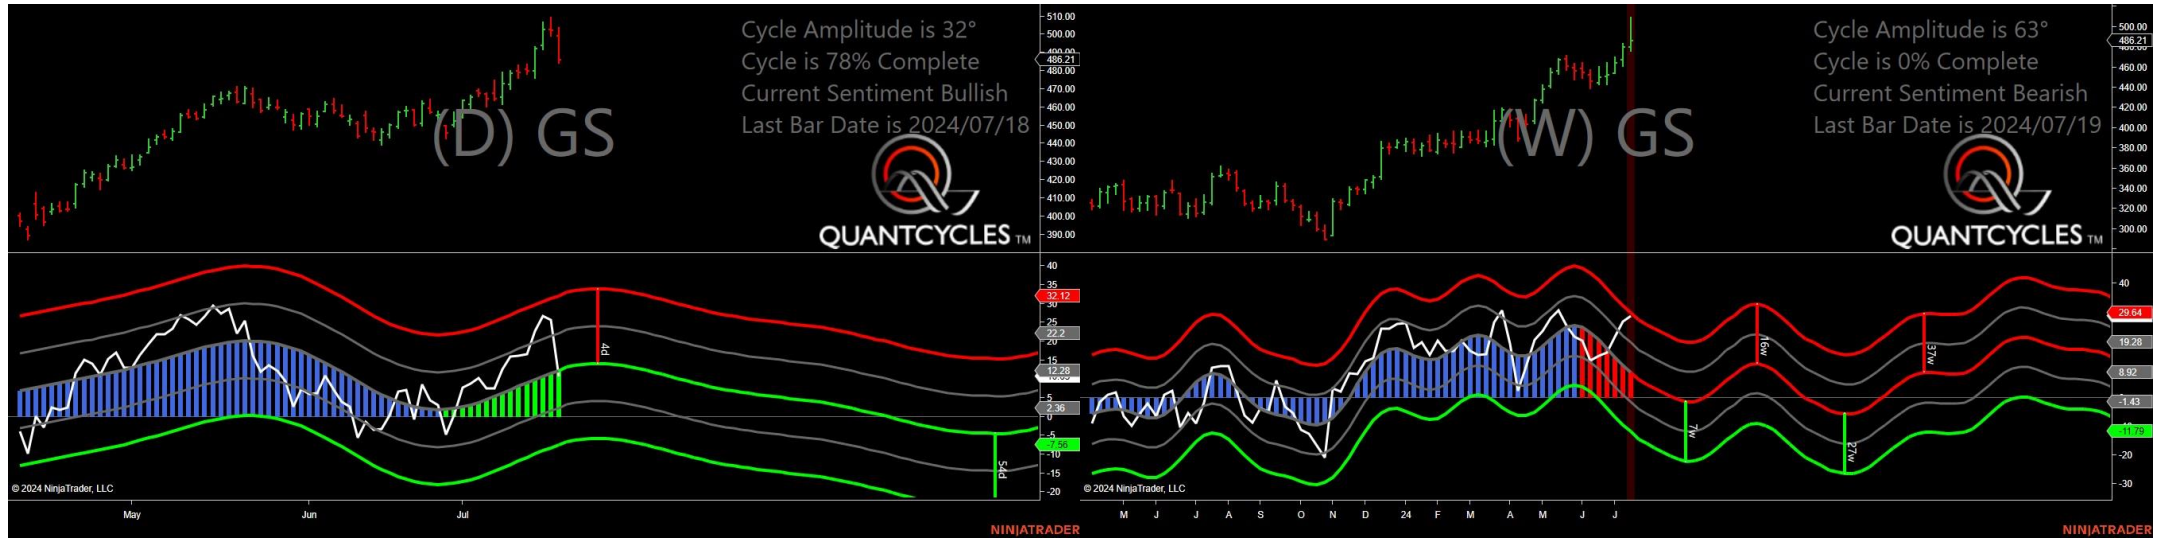 Cycle Amplitude is 32°
Cycle is 78% Complete
Current Sentiment Bullish
Last Bar Date is 2024/07/18
(D) GS
QUANTCYCLES TM
510.00
500.00
490.00
486.21
470.00
460.00
450.00
440.00
430.00
420.00
410.00
400.00
390.00
40
35
32.12
30
25
22.2
20
15
12.28
5
2.36
0
-5
-7.56
-10
-15
-20
4d
54d
© 2024 NinjaTrader, LLC
May Jun Jul
NINJATRADER
Cycle Amplitude is 63°
Cycle is 0% Complete
Current Sentiment Bearish
Last Bar Date is 2024/07/19
(W) GS
QUANTCYCLES TM
500.00
486.21
480.00
460.00
440.00
420.00
400.00
380.00
360.00
340.00
320.00
300.00
40
29.64
19.28
8.92
-1.43
-11.79
-20
-30
7w
16w
27w
37w
© 2024 NinjaTrader, LLC
M J J A S O N D 24 F M A M J J
NINJATRADER